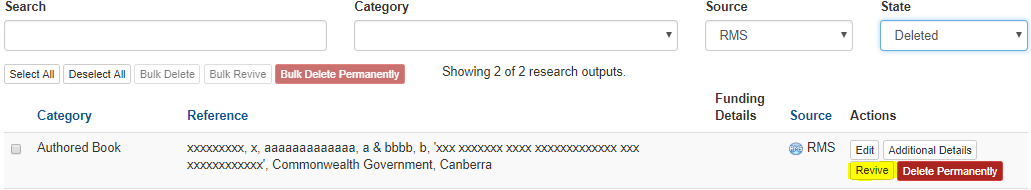 Search Category Source State
RMS Deleted
Select All Deselect All Bulk Delete Bulk Revive Bulk Delete Permanently Showing 2 of 2 research outputs.
Category Reference Funding Details Source Actions
Authored Book xxxxxxxxx, x, aaaaaaaaaaaaa, a & bbbb, b, 'xxx xxxxxxx xxxx xxxxxxxxxxxxx xxx RMS Edit Additional Details
xxxxxxxxxxxx', Commonwealth Government, Canberra Revive Delete Permanently